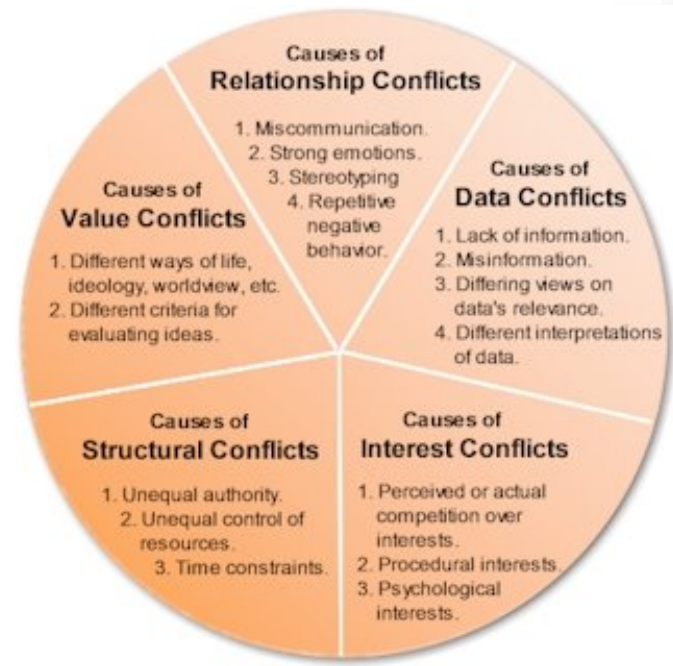 Causes of
Relationship Conflicts
1. Miscommunication.
2. Strong emotions.
3. Stereotyping
4. Repetitive
negative
behavior.
Causes of
Data Conflicts
1. Lack of information.
2. Misinformation.
3. Differing views on
data's relevance.
4. Different interpretations
of data.
Causes of
Interest Conflicts
1. Perceived or actual
competition over
interests.
2. Procedural interests.
3. Psychological
interests.
Causes of
Structural Conflicts
1. Unequal authority.
2. Unequal control of
resources.
3. Time constraints.
Causes of
Value Conflicts
1. Different ways of life,
ideology, worldview, etc.
2. Different criteria for
evaluating ideas.